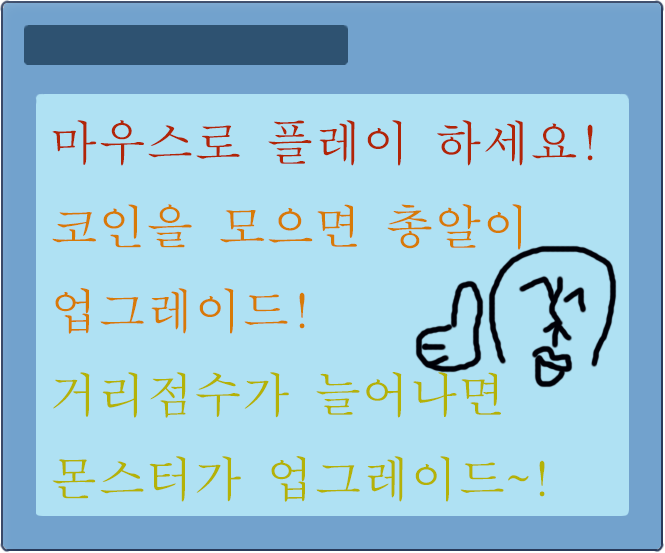 마우스로 플레이 하세요!
코인을 모으면 총알이
업그레이드!
거리점수가 늘어나면
몬스터가 업그레이드~!